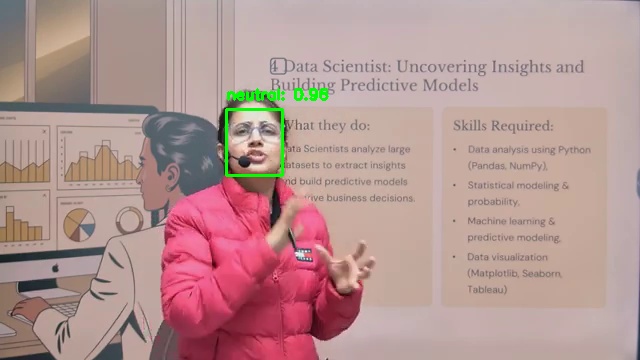 neutral: 0.96
4 Data Scientist: Uncovering Insights and
Building Predictive Models
What they do:
Data Scientists analyze large
datasets to extract insights
and build predictive models
business decisions.
Skills Required:
• Data analysis using Python
(Pandas, NumPy),
• Statistical modeling &
probability,
• Machine learning &
predictive modeling,
• Data visualization
(Matplotlib, Seaborn,
Tableau)